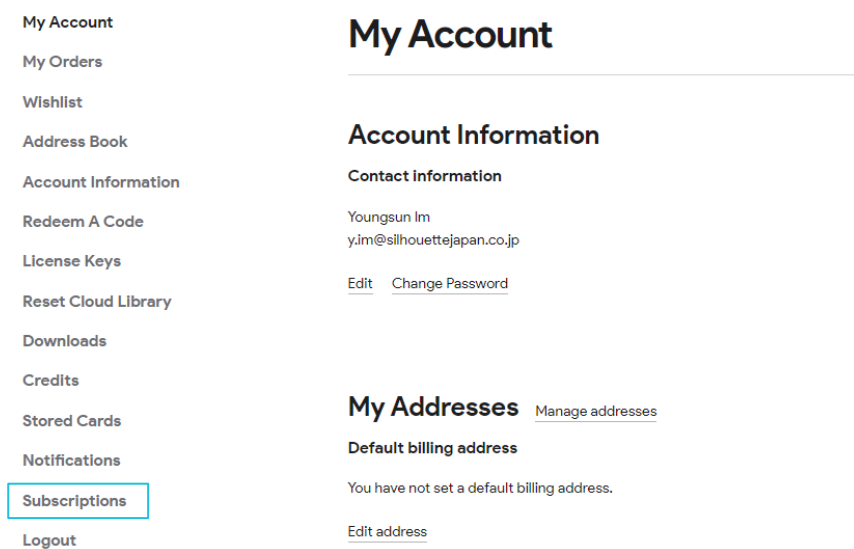 My Account
My Orders
Wishlist
Address Book
Account Information
Redeem A Code
License Keys
Reset Cloud Library
Downloads
Credits
Stored Cards
Notifications
Subscriptions
Logout
My Account
Account Information
Contact information
Youngsun Im
y.im@silhouettejapan.co.jp
Edit Change Password
My Addresses Manage addresses
Default billing address
You have not set a default billing address.
Edit address